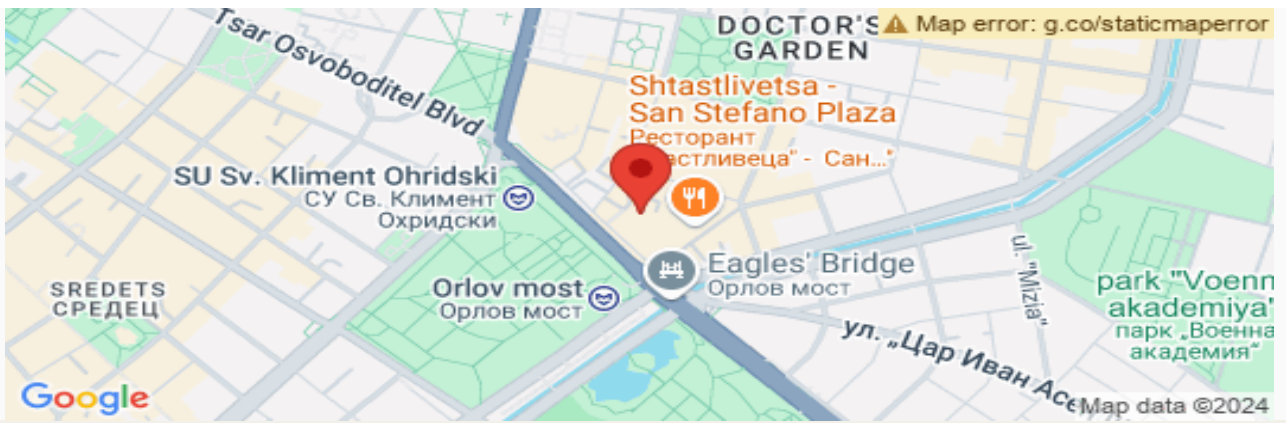 DOCTOR'S
GARDEN
Map error: g.co/staticmaperror
Tsar Osvoboditel Blvd
Shtastlivetsa -
San Stefano Plaza
Ресторант
астливеца" - Сан..."
SU Sv. Kliment Ohridski
СУ Св. Климент
Охридски
Eagles' Bridge
Орлов мост
Orlov most
Орлов мост
SREDETS
СРЕДЕЦ
ul. "Mizia"
park "Voenn
akademiya"
парк „Военна
академия“
ул. „Цар Иван Асе
Google
Map data ©2024